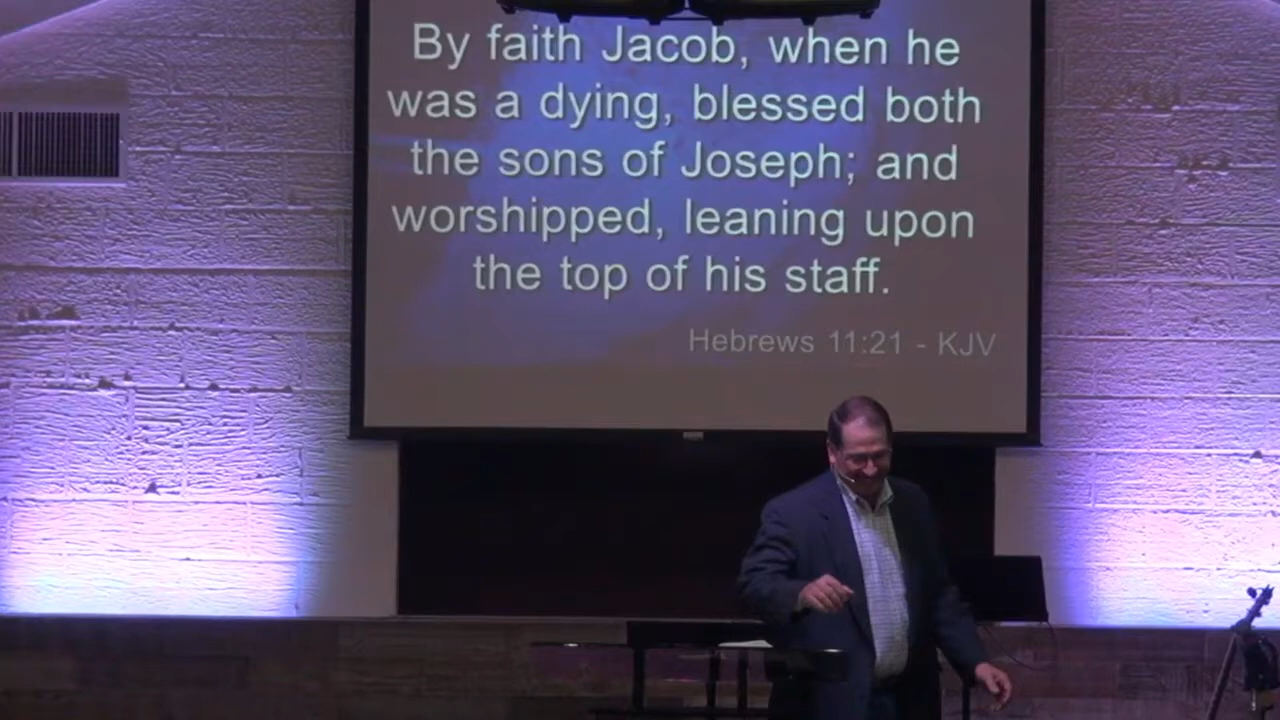 By faith Jacob, when he
was a dying, blessed both
the sons of Joseph; and
worshipped, leaning upon
the top of his staff.
Hebrews 11:21 - KJV